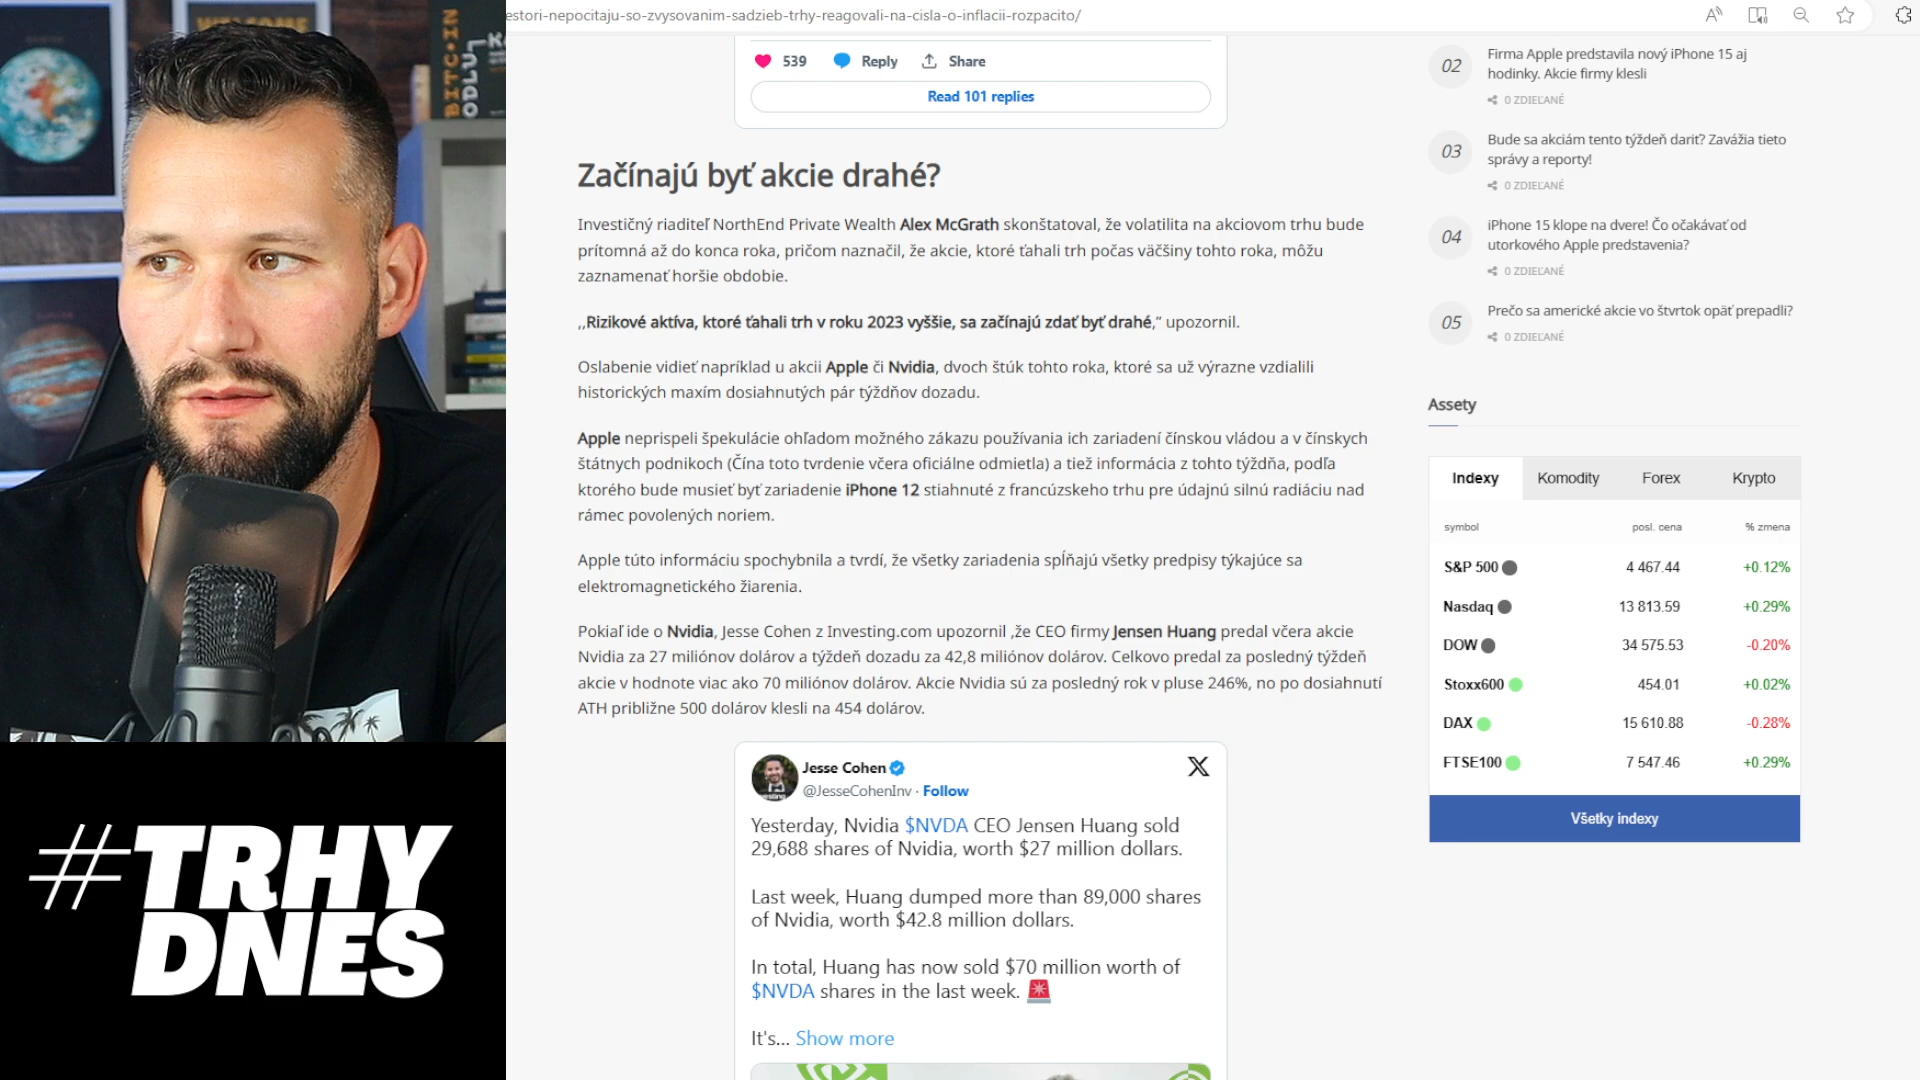 WELCOME
BITCOIN
ODLU
KA
#TRHY
DNES
estori-nepocitaju-so-zvysovanim-sadzieb-trhy-reagovali-na-cisla-o-inflacii-rozpacito/
539 Reply Share
Read 101 replies
Začínajú byť akcie drahé?
Investičný riaditeľ NorthEnd Private Wealth Alex McGrath skonštatoval, že volatilita na akciovom trhu bude
prítomná až do konca roka, pričom naznačil, že akcie, ktoré ťahali trh počas väčšiny tohto roka, môžu
zaznamenať horšie obdobie.
,,Rizikové aktíva, ktoré ťahali trh v roku 2023 vyššie, sa začínajú zdať byť drahé,“ upozornil.
Oslabenie vidieť napríklad u akcii Apple či Nvidia, dvoch štúk tohto roka, ktoré sa už výrazne vzdialili
historických maxím dosiahnutých pár týždňov dozadu.
Apple neprispeli špekulácie ohľadom možného zákazu používania ich zariadení čínskou vládou a v čínskych
štátnych podnikoch (Čína toto tvrdenie včera oficiálne odmietla) a tiež informácia z tohto týždňa, podľa
ktorého bude musieť byť zariadenie iPhone 12 stiahnuté z francúzskeho trhu pre údajnú silnú radiáciu nad
rámec povolených noriem.
Apple túto informáciu spochybnila a tvrdí, že všetky zariadenia spĺňajú všetky predpisy týkajúce sa
elektromagnetického žiarenia.
Pokiaľ ide o Nvidia, Jesse Cohen z Investing.com upozornil ,že CEO firmy Jensen Huang predal včera akcie
Nvidia za 27 miliónov dolárov a týždeň dozadu za 42,8 miliónov dolárov. Celkovo predal za posledný týždeň
akcie v hodnote viac ako 70 miliónov dolárov. Akcie Nvidia sú za posledný rok v pluse 246%, no po dosiahnutí
ATH približne 500 dolárov klesli na 454 dolárov.
Jesse Cohen
@JesseCohenInv · Follow
Yesterday, Nvidia $NVDA CEO Jensen Huang sold
29,688 shares of Nvidia, worth $27 million dollars.
Last week, Huang dumped more than 89,000 shares
of Nvidia, worth $42.8 million dollars.
In total, Huang has now sold $70 million worth of
$NVDA shares in the last week.
It's... Show more
02 Firma Apple predstavila nový iPhone 15 aj
hodinky. Akcie firmy klesli
0 ZDIEĽANÉ
03 Bude sa akciám tento týždeň dariť? Zavážia tieto
správy a reporty!
0 ZDIEĽANÉ
04 iPhone 15 klope na dvere! Čo očakávať od
utorkového Apple predstavenia?
0 ZDIEĽANÉ
05 Prečo sa americké akcie vo štvrtok opäť prepadli?
0 ZDIEĽANÉ
Assety
Indexy Komodity Forex Krypto
symbol posl. cena % zmena
S&P 500 4 467.44 +0.12%
Nasdaq 13 813.59 +0.29%
DOW 34 575.53 -0.20%
Stoxx600 454.01 +0.02%
DAX 15 610.88 -0.28%
FTSE100 7 547.46 +0.29%
Všetky indexy